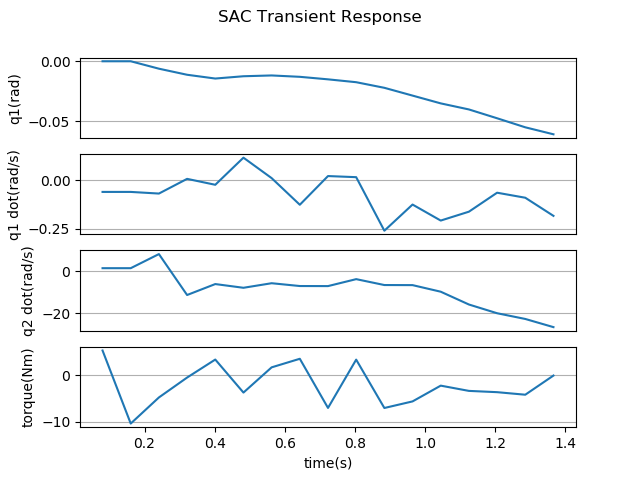 SAC Transient Response
q1(rad)
0.00
−0.05
q1 dot(rad/s)
0.00
−0.25
q2 dot(rad/s)
0
−20
torque(Nm)
0
−10
0.2 0.4 0.6 0.8 1.0 1.2 1.4
time(s)